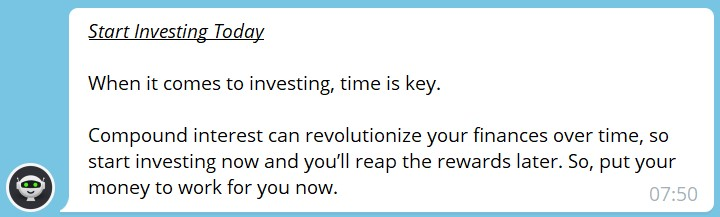 Start Investing Today
When it comes to investing, time is key.
Compound interest can revolutionize your finances over time, so
start investing now and you’ll reap the rewards later. So, put your
money to work for you now.
07:50